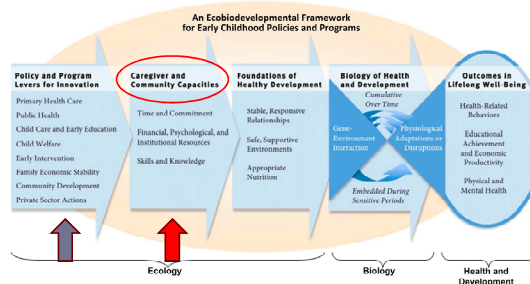 An Ecobiodevelopmental Framework
for Early Childhood Policies and Programs
Policy and Program
Levers for Innovation
Primary Health Care
Public Health
Child Care and Early Education
Child Welfare
Early Intervention
Family Economic Stability
Community Development
Private Sector Actions
Caregiver and
Community Capacities
Time and Commitment
Financial, Psychological, and
Institutional Resources
Skills and Knowledge
Foundations of
Healthy Development
Stable, Responsive
Relationships
Safe, Supportive
Environments
Appropriate
Nutrition
Biology of Health
and Development
Cumulative
Over Time
Gene-
Environment
Interaction
Physiological
Adaptations or
Disruptions
Embedded During
Sensitive Periods
Outcomes in
Lifelong Well-Being
Health-Related
Behaviors
Educational
Achievement
and Economic
Productivity
Physical and
Mental Health
Ecology
Biology
Health and
Development